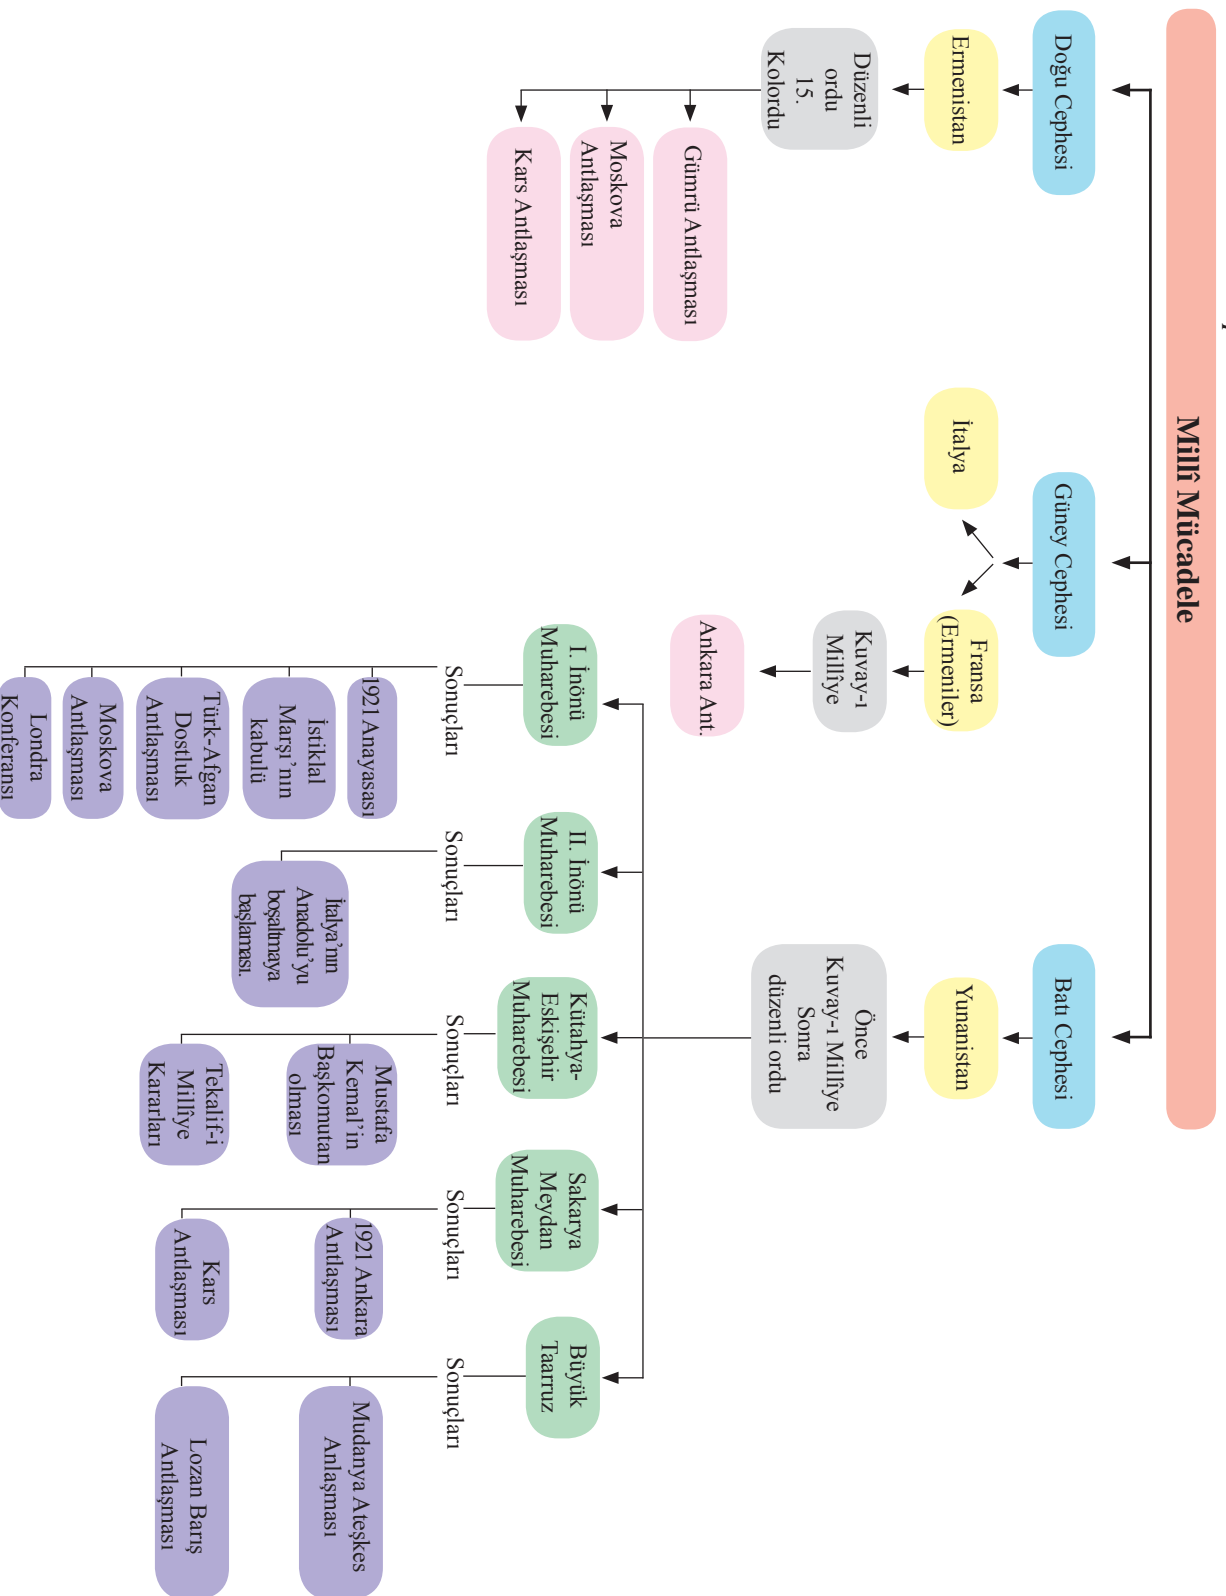 Millî Mücadele
Doğu Cephesi
Ermenistan
Düzenli
ordu
15.
Kolordu
Gümrü Antlaşması
Moskova
Antlaşması
Kars Antlaşması
Güney Cephesi
İtalya
Fransa
(Ermeniler)
Kuvay-ı
Millîye
Ankara Ant.
Batı Cephesi
Yunanistan
Önce
Kuvay-ı Millîye
Sonra
düzenli ordu
I. İnönü
Muharebesi
Sonuçları
1921 Anayasası
İstiklal
Marşı’nın
kabulü
Türk-Afgan
Dostluk
Antlaşması
Moskova
Antlaşması
Londra
Konferansı
II. İnönü
Muharebesi
Sonuçları
İtalya’nın
Anadolu’yu
boşaltmaya
başlaması.
Kütahya-
Eskişehir
Muharebesi
Sonuçları
Mustafa
Kemal’in
Başkomutan
olması
Tekalif-i
Millîye
Kararları
Sakarya
Meydan
Muharebesi
Sonuçları
1921 Ankara
Antlaşması
Kars
Antlaşması
Büyük
Taarruz
Sonuçları
Mudanya Ateşkes
Anlaşması
Lozan Barış
Antlaşması